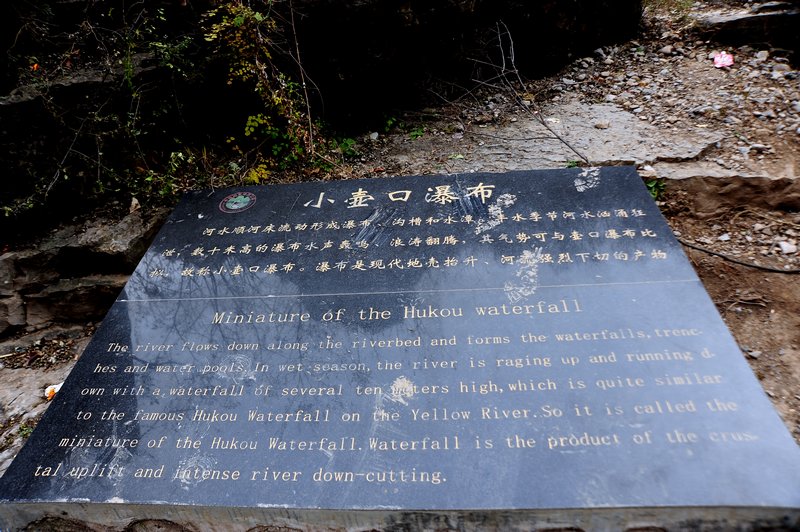 小壶口瀑布
河水顺河床流动形成瀑布、沟槽和水潭，丰水季节河水汹涌狂
泄，数十米高的瀑布水声轰鸣，浪涛翻腾，其气势可与壶口瀑布比
拟，故称小壶口瀑布。瀑布是现代地壳抬升、河流强烈下切的产物
Miniature of the Hukou waterfall
The river flows down along the riverbed and forms the waterfalls, trenc-
hes and water pools. In wet season, the river is raging up and running d-
own with a waterfall of several ten meters high, which is quite similar
to the famous Hukou Waterfall on the Yellow River. So it is called the
miniature of the Hukou Waterfall. Waterfall is the product of the crus-
tal uplift and intense river down-cutting.